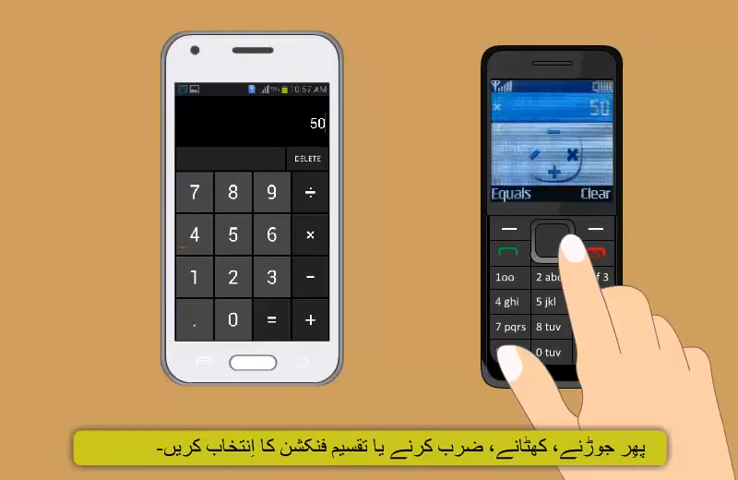 10:57 AM
50
DELETE
7 8 9 ÷
4 5 6 ×
1 2 3 −
. 0 = +
× 50
Equals Clear
1oo 2 abc f 3
4 ghi 5 jkl
7 pqrs 8 tuv
0 tuv
پھر جوڑنے، کھٹانے، ضرب کرنے یا تقسیم فنکشن کا اِنتخاب کریں-